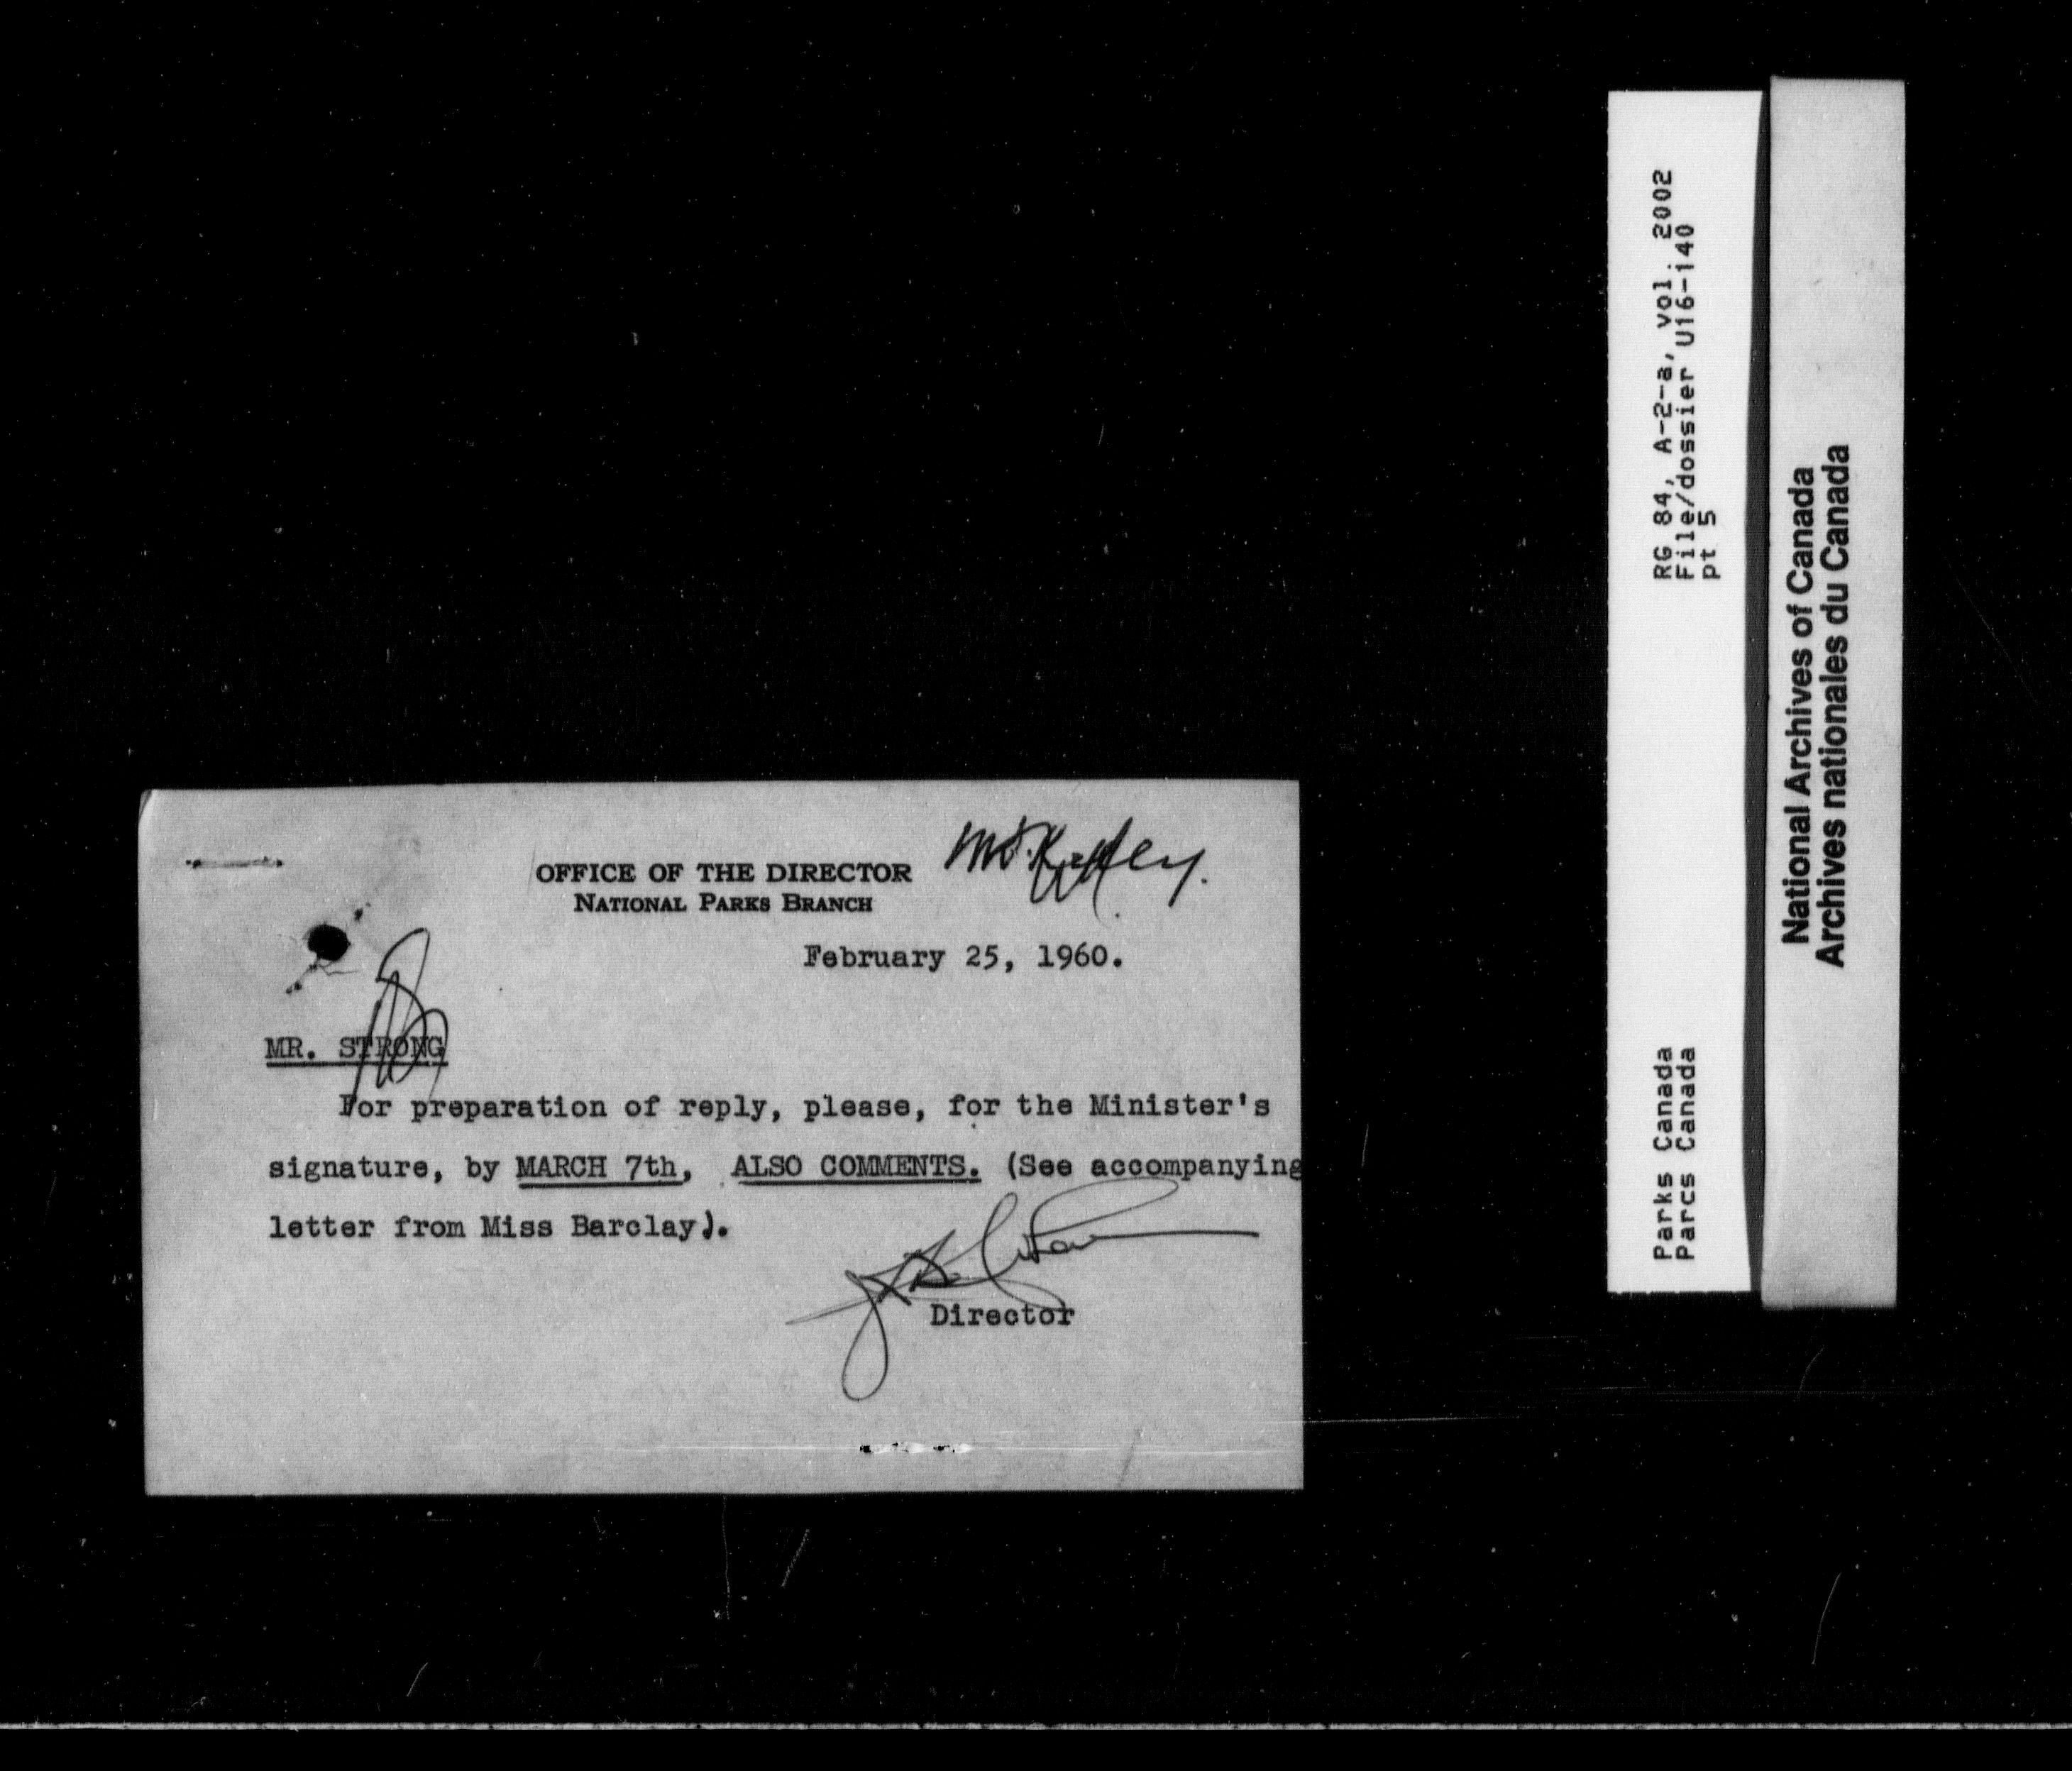 OFFICE OF THE DIRECTOR
NATIONAL PARKS BRANCH
February 25, 1960.
MR. STRONG
For preparation of reply, please, for the Minister's
signature, by MARCH 7th, ALSO COMMENTS. (See accompanying
letter from Miss Barclay).
Director
RG 84, A-2-a, vol. 2002
File/dossier U16-140
pt 5
Parks Canada
Parcs Canada
National Archives of Canada
Archives nationales du Canada